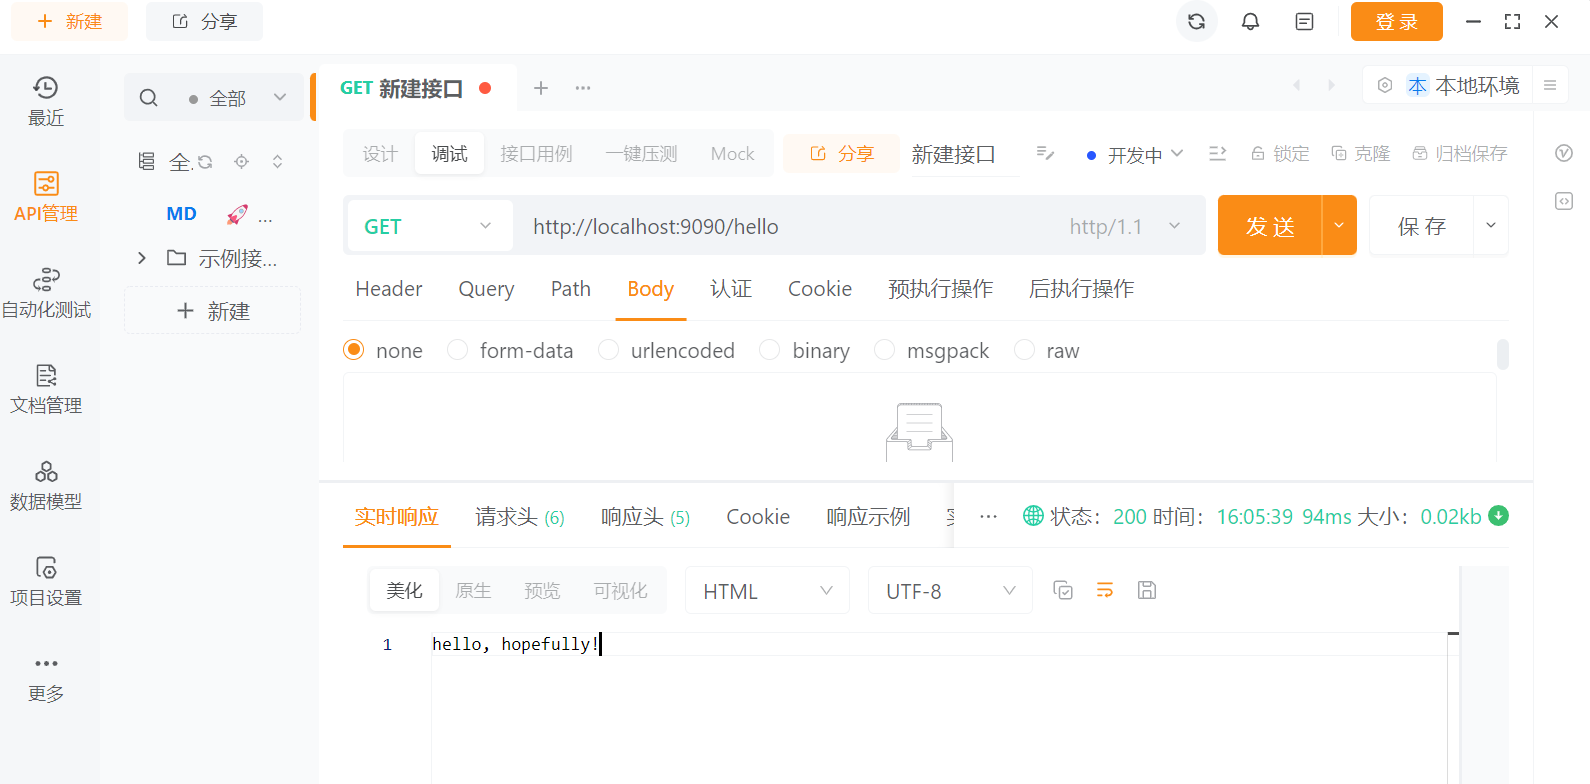 新建
分享
登 录
最近
API管理
自动化测试
文档管理
数据模型
项目设置
更多
全部
全.
MD 🚀 ...
示例接...
新建
GET 新建接口
本 本地环境
设计 调试 接口用例 一键压测 Mock
分享
新建接口
开发中
锁定 克隆 归档保存
GET http://localhost:9090/hello http/1.1
发 送
保 存
Header Query Path Body 认证 Cookie 预执行操作 后执行操作
none form-data urlencoded binary msgpack raw
实时响应 请求头 (6) 响应头 (5) Cookie 响应示例
状态： 200 时间： 16:05:39 94ms 大小： 0.02kb
美化 原生 预览 可视化 HTML UTF-8
1 hello, hopefully!